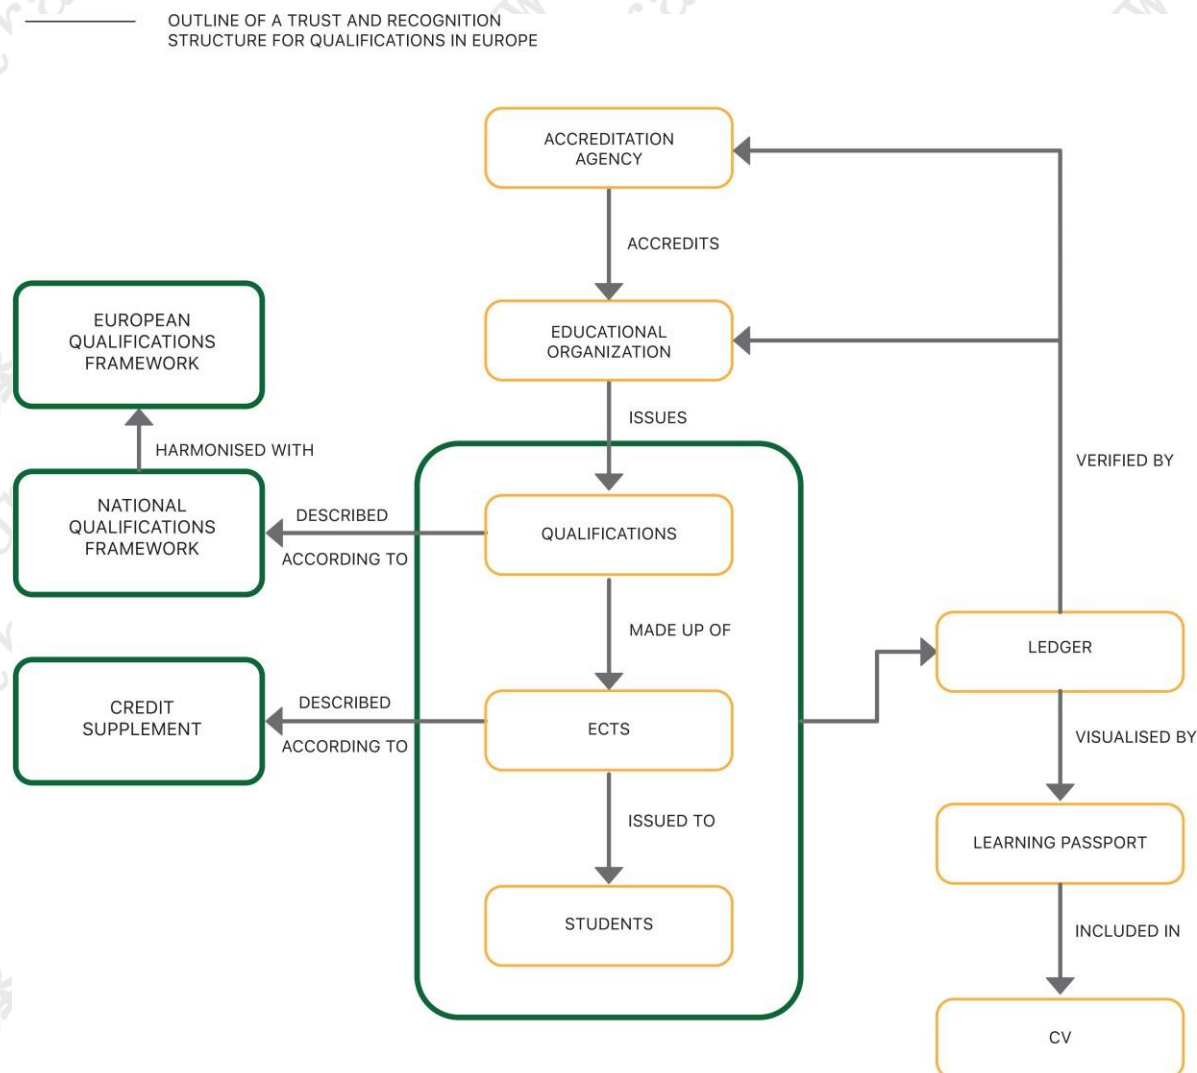 OUTLINE OF A TRUST AND RECOGNITION
STRUCTURE FOR QUALIFICATIONS IN EUROPE
ACCREDITATION
AGENCY
ACCREDITS
EDUCATIONAL
ORGANIZATION
EUROPEAN
QUALIFICATIONS
FRAMEWORK
ISSUES
HARMONISED WITH
VERIFIED BY
NATIONAL
QUALIFICATIONS
FRAMEWORK
DESCRIBED
ACCORDING TO
QUALIFICATIONS
MADE UP OF
LEDGER
CREDIT
SUPPLEMENT
DESCRIBED
ACCORDING TO
ECTS
VISUALISED BY
ISSUED TO
LEARNING PASSPORT
STUDENTS
INCLUDED IN
CV